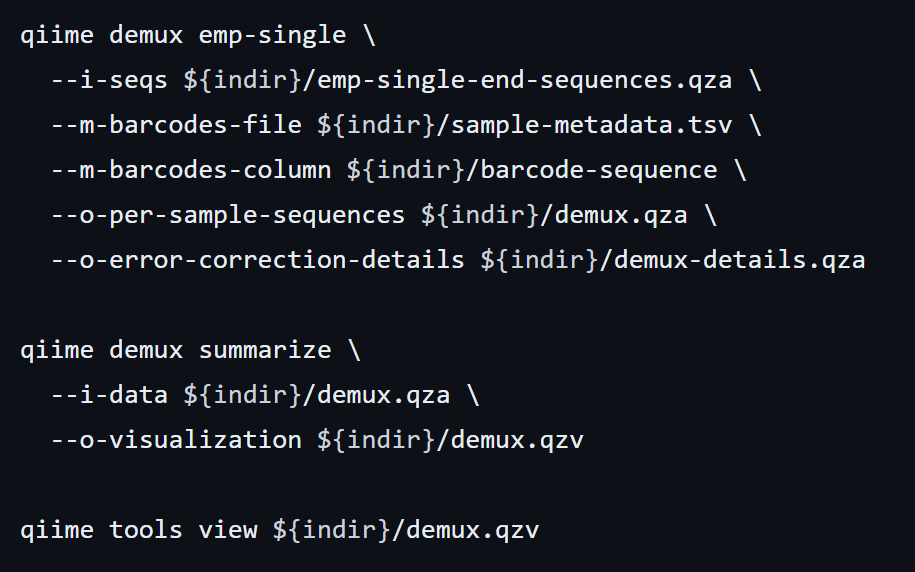 qiime demux emp-single \
  --i-seqs ${indir}/emp-single-end-sequences.qza \
  --m-barcodes-file ${indir}/sample-metadata.tsv \
  --m-barcodes-column ${indir}/barcode-sequence \
  --o-per-sample-sequences ${indir}/demux.qza \
  --o-error-correction-details ${indir}/demux-details.qza

qiime demux summarize \
  --i-data ${indir}/demux.qza \
  --o-visualization ${indir}/demux.qzv

qiime tools view ${indir}/demux.qzv